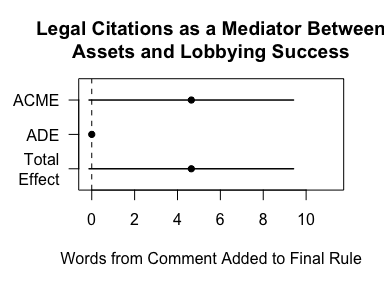 Legal Citations as a Mediator Between
Assets and Lobbying Success
ACME
ADE
Total
Effect
0 2 4 6 8 10
Words from Comment Added to Final Rule